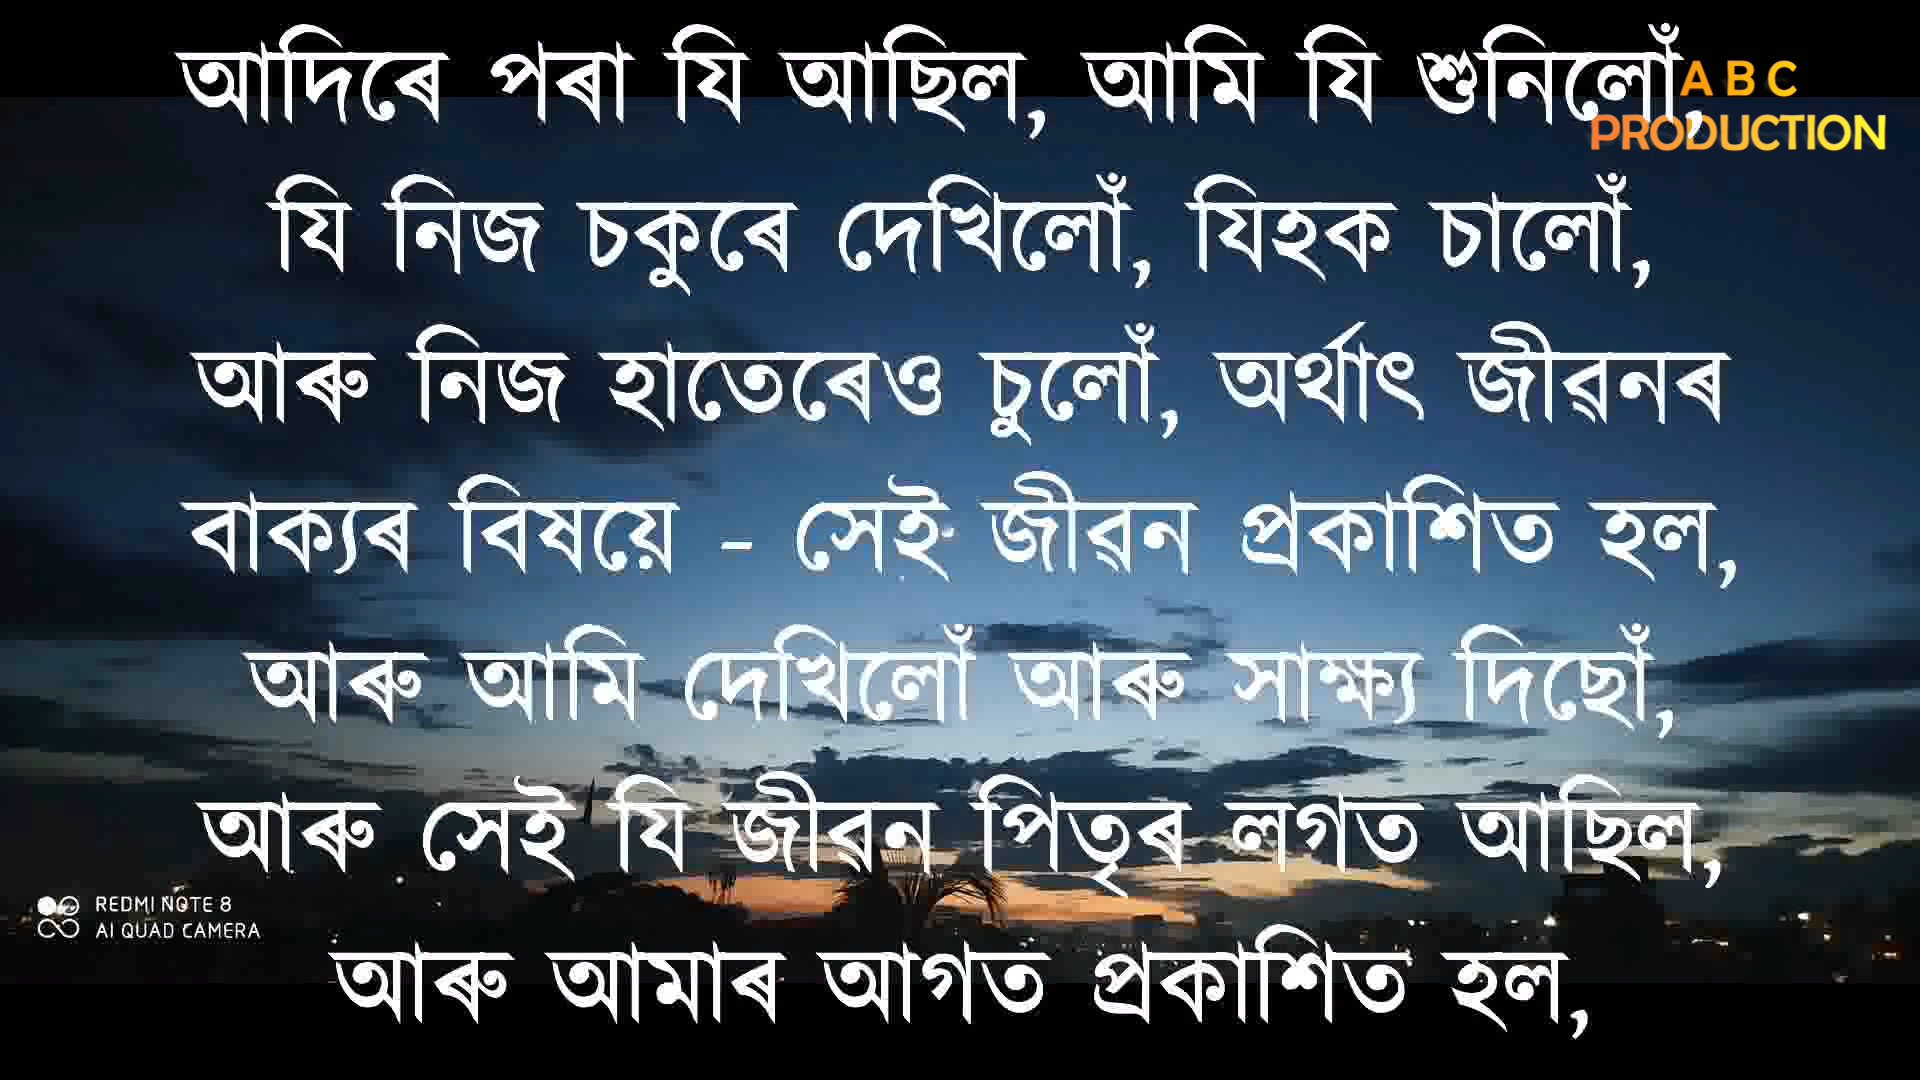 আদিৰে পৰা যি আছিল, আমি যি শুনিলোঁ,
A B C
PRODUCTION
যি নিজ চকুৰে দেখিলোঁ, যিহক চালোঁ,
আৰু নিজ হাতেৰেও চুলোঁ, অৰ্থাৎ জীৱনৰ
বাক্যৰ বিষয়ে - সেই জীৱন প্ৰকাশিত হল,
আৰু আমি দেখিলোঁ আৰু সাক্ষ্য দিছোঁ,
আৰু সেই যি জীৱন পিতৃৰ লগত আছিল,
REDMI NOTE 8
AI QUAD CAMERA
আৰু আমাৰ আগত প্ৰকাশিত হল,